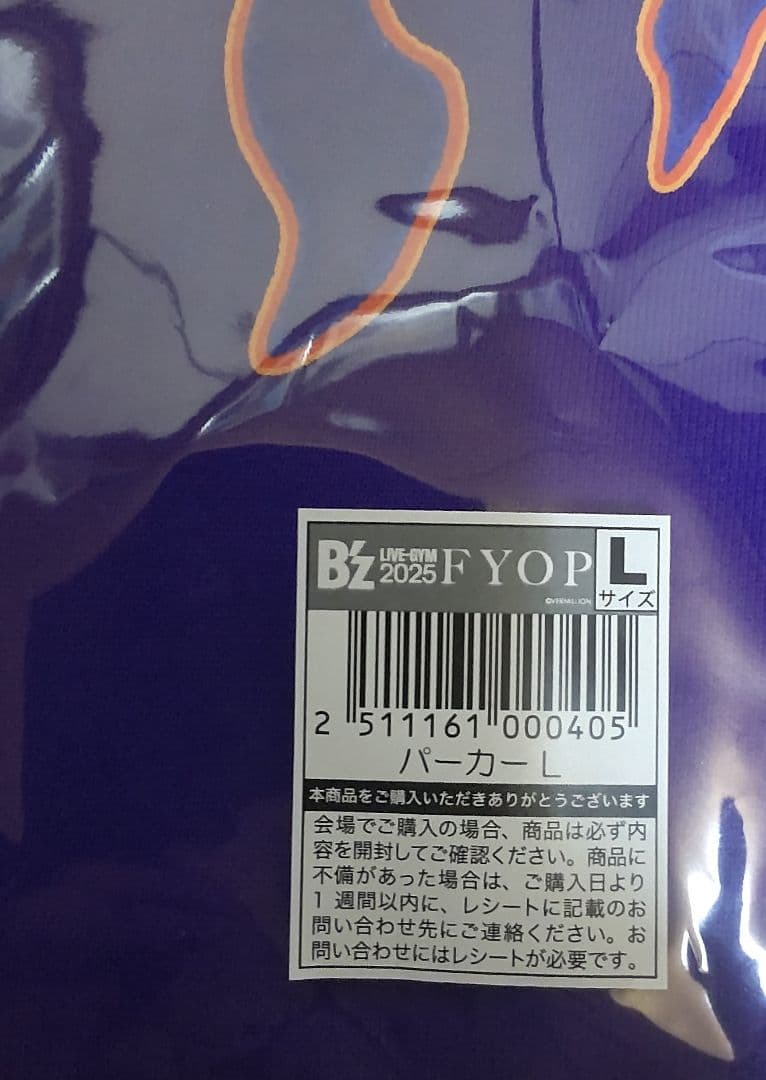 B'z LIVE-GYM 2025 FYOP L
サイズ
©VERMILLION
2 511161 000405
パーカー L
本商品をご購入いただきありがとうございます
会場でご購入の場合、商品は必ず内
容を開封してご確認ください。商品に
不備があった場合は、ご購入日より
1 週間以内に、レシートに記載のお
問い合わせ先にご連絡ください。お
問い合わせにはレシートが必要です。